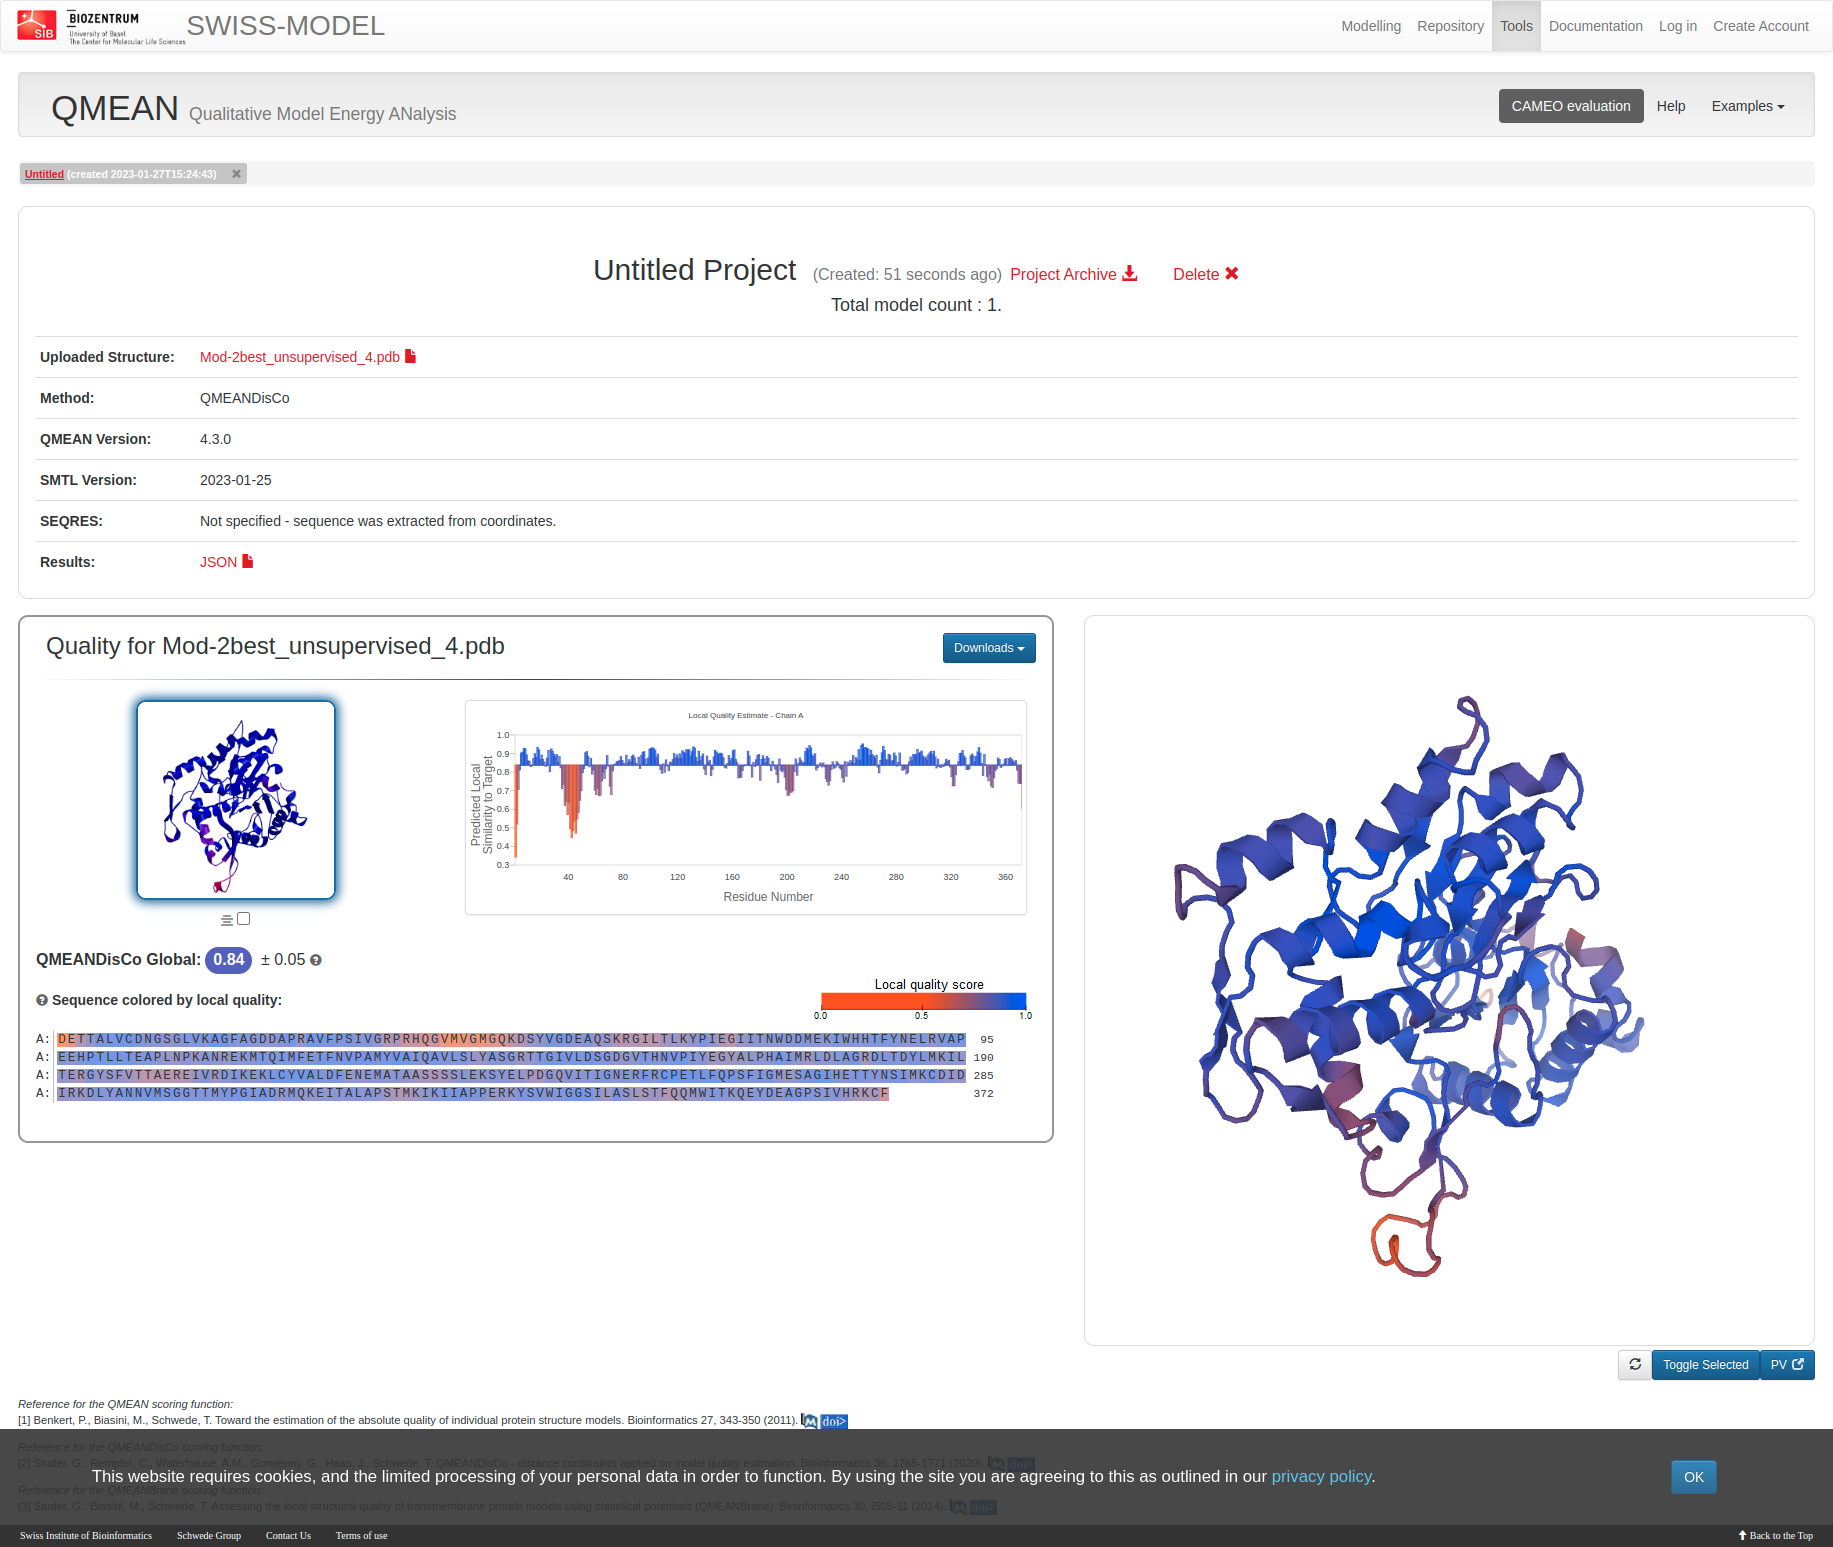 SIB
BIOZENTRUM
University of Basel
The Center for Molecular Life Sciences
SWISS-MODEL
Modelling Repository Tools Documentation Log in Create Account
QMEAN Qualitative Model Energy ANalysis
CAMEO evaluation Help Examples
Untitled (created 2023-01-27T15:24:43) ✖
Untitled Project (Created: 51 seconds ago) Project Archive Delete ✖
Total model count : 1.
Uploaded Structure: Mod-2best_unsupervised_4.pdb
Method: QMEANDisCo
QMEAN Version: 4.3.0
SMTL Version: 2023-01-25
SEQRES: Not specified - sequence was extracted from coordinates.
Results: JSON
Quality for Mod-2best_unsupervised_4.pdb
Downloads
Local Quality Estimate - Chain A
Predicted Local
Similarity to Target
1.0
0.9
0.8
0.7
0.6
0.5
0.4
0.3
40 80 120 160 200 240 280 320 360
Residue Number
QMEANDisCo Global: 0.84 ± 0.05
Sequence colored by local quality:
Local quality score
0.0 0.5 1.0
A: DETTALVCDNGSGLVKAGFAGDDAPRAVFPSIVGRPRHQGVMVGMGQKDSYVGDEAQSKRGILTLKYPIEGIITNWDDMEKIWHHTFYNELRVAP 95
A: EEHPTLLTEAPLNPKANREKMTQIMFETFNVPAMYVAIQAVLSLYASGRTTGIVLDSGDGVTHNVPIYEGYALPHAIMRLDLAGRDLTDYLMKIL 190
A: TERGYSFVTTAEREIVRDIKEKLCYVALDFENEMATAASSSSLEKSYELPDGQVITIGNERFRCPETLFQPSFIGMESAGIHETTYNSIMKCDID 285
A: IRKDLYANNVMSGGTTMYPGIADRMQKEITALAPSTMKIKIIAPPERKYSVWIGGSILASLSTFQQMWITKQEYDEAGPSIVHRKCF 372
Toggle Selected PV
Reference for the QMEAN scoring function:
[1] Benkert, P., Biasini, M., Schwede, T. Toward the estimation of the absolute quality of individual protein structure models. Bioinformatics 27, 343-350 (2011). M doi>
Reference for the QMEANDisCo scoring function:
[2] Studer, G., Rempfer, C., Waterhouse, A.M., Gumienny, G., Haas, J., Schwede, T. QMEANDisCo - distance constraints applied on model quality estimation. Bioinformatics 36, 1765-1771 (2020). M doi>
This website requires cookies, and the limited processing of your personal data in order to function. By using the site you are agreeing to this as outlined in our privacy policy. OK
Reference for the QMEANBrane scoring function:
[3] Studer, G., Biasini, M., Schwede, T. Assessing the local structural quality of transmembrane protein models using statistical potentials (QMEANBrane). Bioinformatics 30, i505-11 (2014). M doi>
Swiss Institute of Bioinformatics Schwede Group Contact Us Terms of use Back to the Top